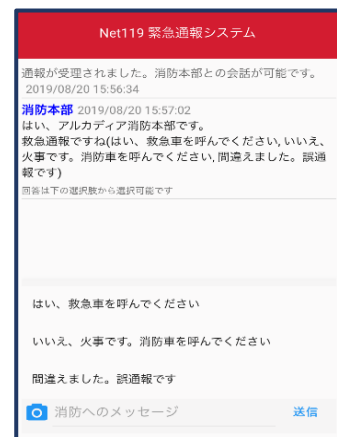 Net119 緊急通報システム
通報が受理されました。消防本部との会話が可能です。
2019/08/20 15:56:34
消防本部 2019/08/20 15:57:02
はい、アルカディア消防本部です。
救急通報ですね(はい、救急車を呼んでください, いいえ、
火事です。消防車を呼んでください, 間違えました。誤通
報です)
回答は下の選択肢から選択可能です
はい、救急車を呼んでください
いいえ、火事です。消防車を呼んでください
間違えました。誤通報です
消防へのメッセージ
送信